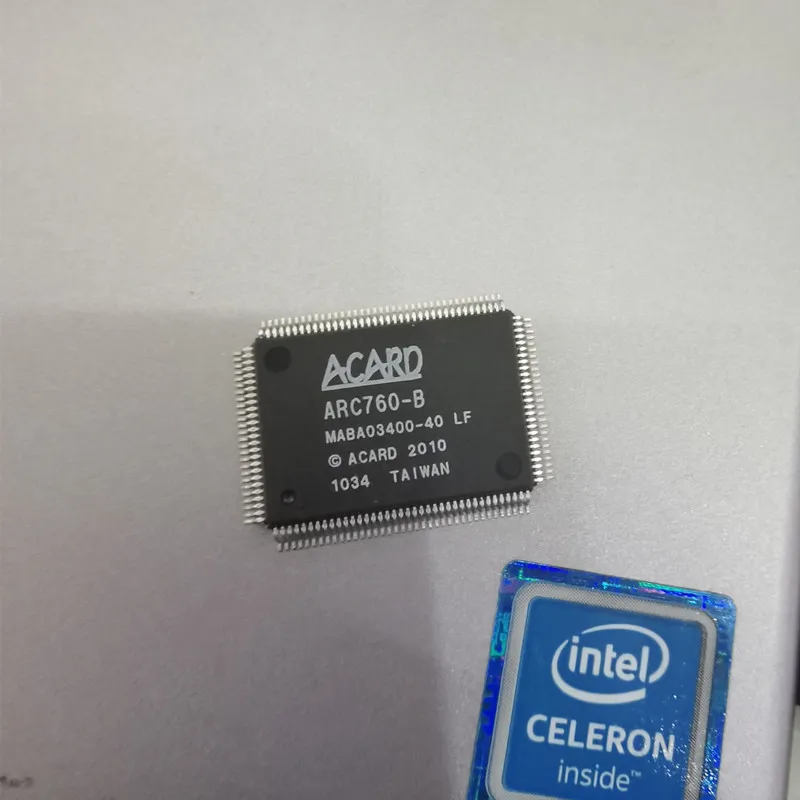 ACARD
ARC760-B
MABA03400-40 LF
© ACARD 2010
1034 TAIWAN
intel
CELERON
inside™